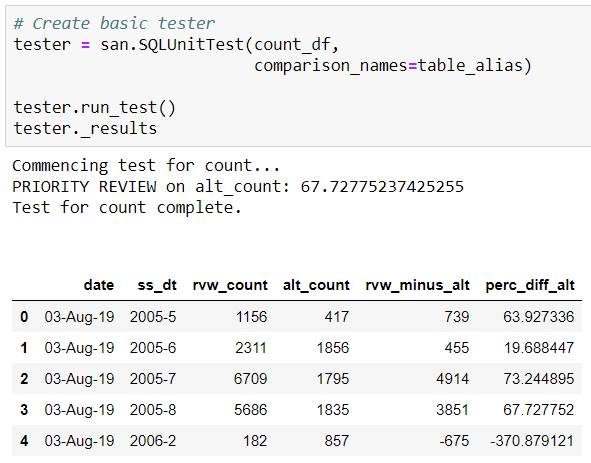 # Create basic tester
tester = san.SQLUnitTest(count_df,
comparison_names=table_alias)
tester.run_test()
tester._results
Commencing test for count...
PRIORITY REVIEW on alt_count: 67.72775237425255
Test for count complete.
date ss_dt rvw_count alt_count rvw_minus_alt perc_diff_alt
0 03-Aug-19 2005-5 1156 417 739 63.927336
1 03-Aug-19 2005-6 2311 1856 455 19.688447
2 03-Aug-19 2005-7 6709 1795 4914 73.244895
3 03-Aug-19 2005-8 5686 1835 3851 67.727752
4 03-Aug-19 2006-2 182 857 -675 -370.879121